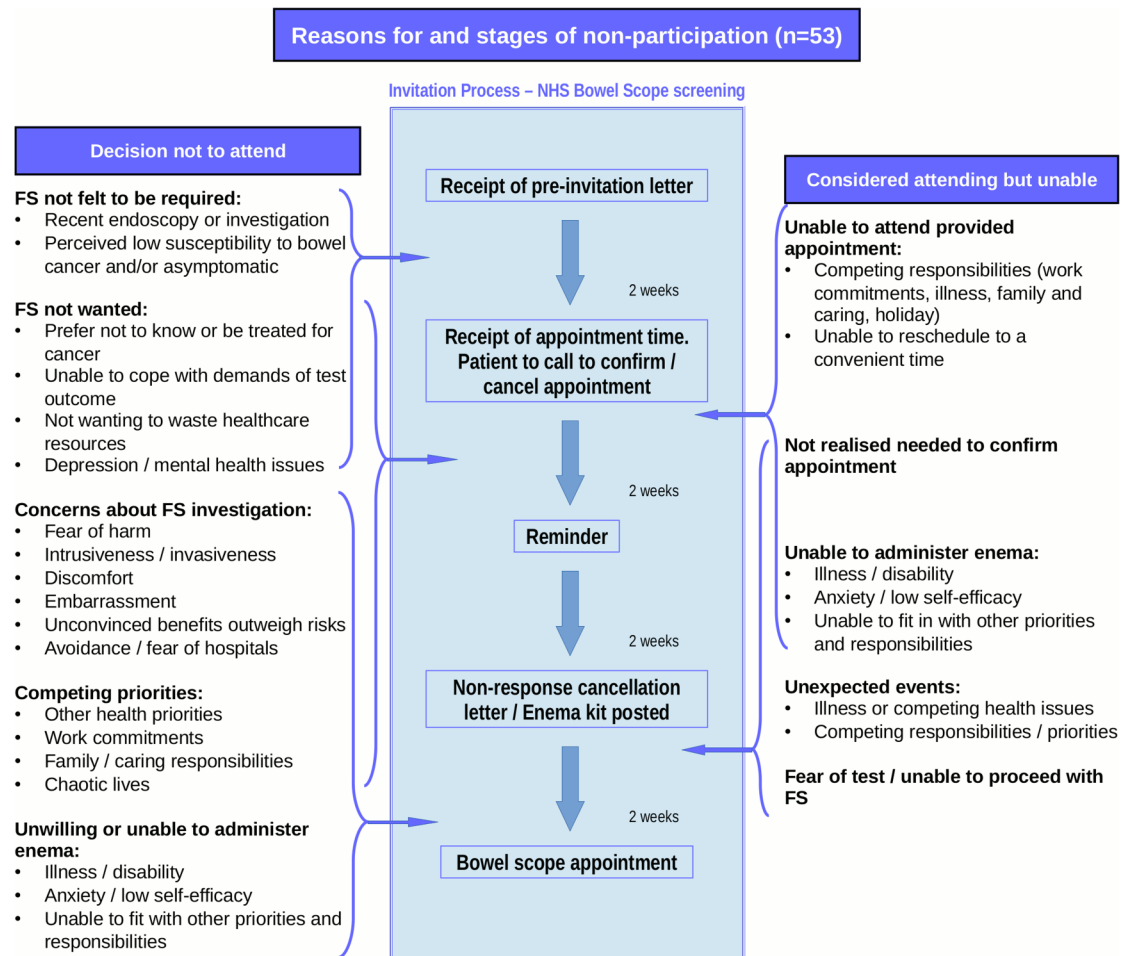 Reasons for and stages of non-participation (n=53)
Invitation Process – NHS Bowel Scope screening
Decision not to attend
FS not felt to be required:
• Recent endoscopy or investigation
• Perceived low susceptibility to bowel
cancer and/or asymptomatic
FS not wanted:
• Prefer not to know or be treated for
cancer
• Unable to cope with demands of test
outcome
• Not wanting to waste healthcare
resources
• Depression / mental health issues
Concerns about FS investigation:
• Fear of harm
• Intrusiveness / invasiveness
• Discomfort
• Embarrassment
• Unconvinced benefits outweigh risks
• Avoidance / fear of hospitals
Competing priorities:
• Other health priorities
• Work commitments
• Family / caring responsibilities
• Chaotic lives
Unwilling or unable to administer
enema:
• Illness / disability
• Anxiety / low self-efficacy
• Unable to fit with other priorities and
responsibilities
Receipt of pre-invitation letter
2 weeks
Receipt of appointment time.
Patient to call to confirm /
cancel appointment
2 weeks
Reminder
2 weeks
Non-response cancellation
letter / Enema kit posted
2 weeks
Bowel scope appointment
Considered attending but unable
Unable to attend provided
appointment:
• Competing responsibilities (work
commitments, illness, family and
caring, holiday)
• Unable to reschedule to a
convenient time
Not realised needed to confirm
appointment
Unable to administer enema:
• Illness / disability
• Anxiety / low self-efficacy
• Unable to fit in with other priorities
and responsibilities
Unexpected events:
• Illness or competing health issues
• Competing responsibilities / priorities
Fear of test / unable to proceed with
FS